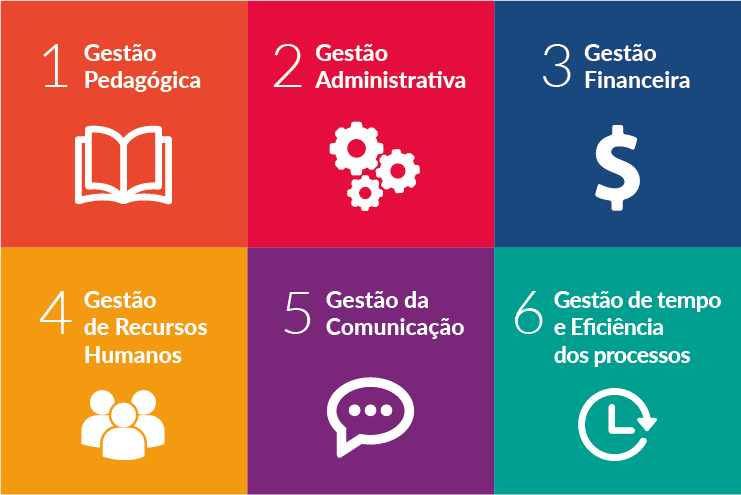 1 Gestão
Pedagógica
2 Gestão
Administrativa
3 Gestão
Financeira
$
4 Gestão
de Recursos
Humanos
5 Gestão da
Comunicação
6 Gestão de tempo
e Eficiência
dos processos